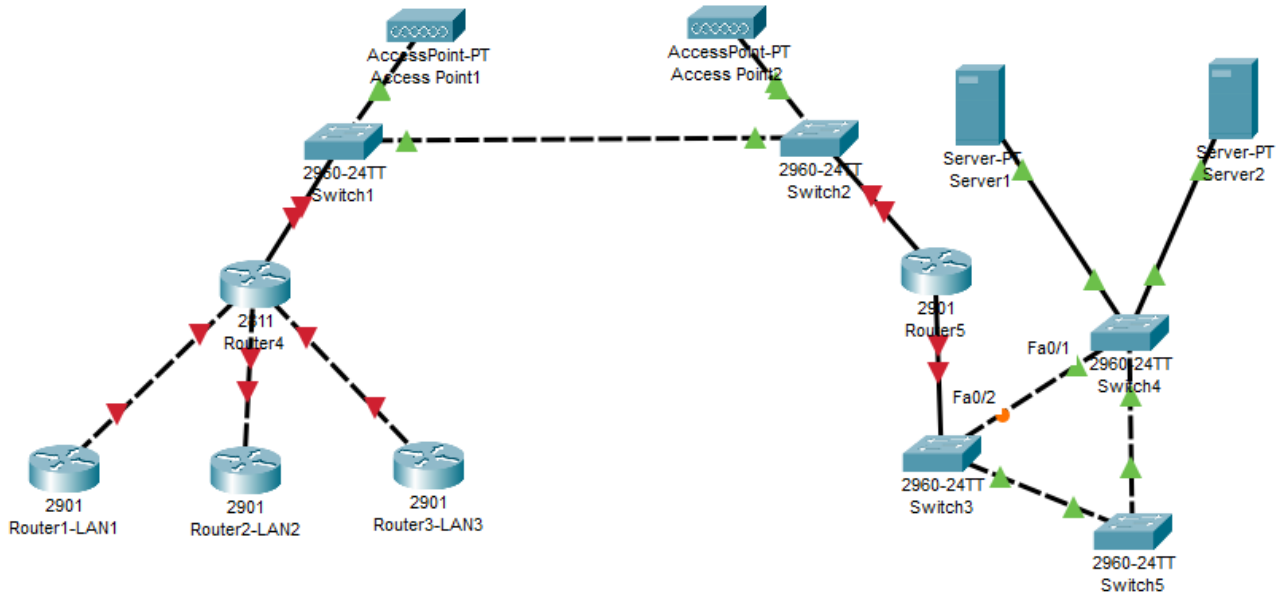 AccessPoint-PT
Access Point1
AccessPoint-PT
Access Point2
2960-24TT
Switch1
2960-24TT
Switch2
Server-PT
Server1
Server-PT
Server2
2811
Router4
2901
Router5
Fa0/1
2960-24TT
Switch4
Fa0/2
2960-24TT
Switch3
2901
Router1-LAN1
2901
Router2-LAN2
2901
Router3-LAN3
2960-24TT
Switch5